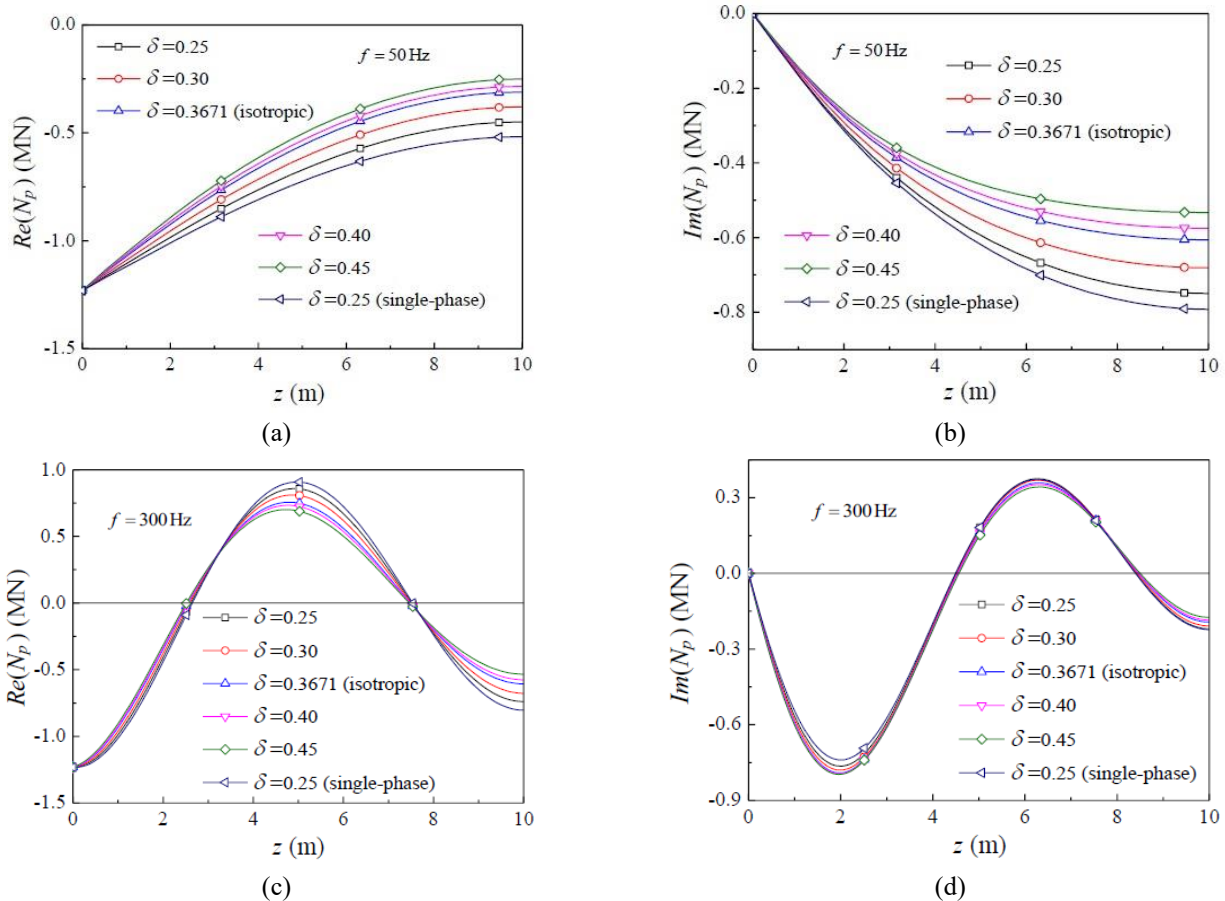 0.0
δ=0.25
δ=0.30
δ=0.3671 (isotropic)
f = 50 Hz
-0.5
-1.0
-1.5
δ=0.40
δ=0.45
δ=0.25 (single-phase)
Re(Nₚ) (MN)
0 2 4 6 8 10
z (m)
(a)
0.0
-0.2
-0.4
-0.6
-0.8
f = 50 Hz
δ=0.25
δ=0.30
δ=0.3671 (isotropic)
δ=0.40
δ=0.45
δ=0.25 (single-phase)
Im(Nₚ) (MN)
0 2 4 6 8 10
z (m)
(b)
1.0
0.5
0.0
-0.5
-1.0
-1.5
f = 300 Hz
δ=0.25
δ=0.30
δ=0.3671 (isotropic)
δ=0.40
δ=0.45
δ=0.25 (single-phase)
Re(Nₚ) (MN)
0 2 4 6 8 10
z (m)
(c)
0.3
0.0
-0.3
-0.6
-0.9
f = 300 Hz
δ=0.25
δ=0.30
δ=0.3671 (isotropic)
δ=0.40
δ=0.45
δ=0.25 (single-phase)
Im(Nₚ) (MN)
0 2 4 6 8 10
z (m)
(d)